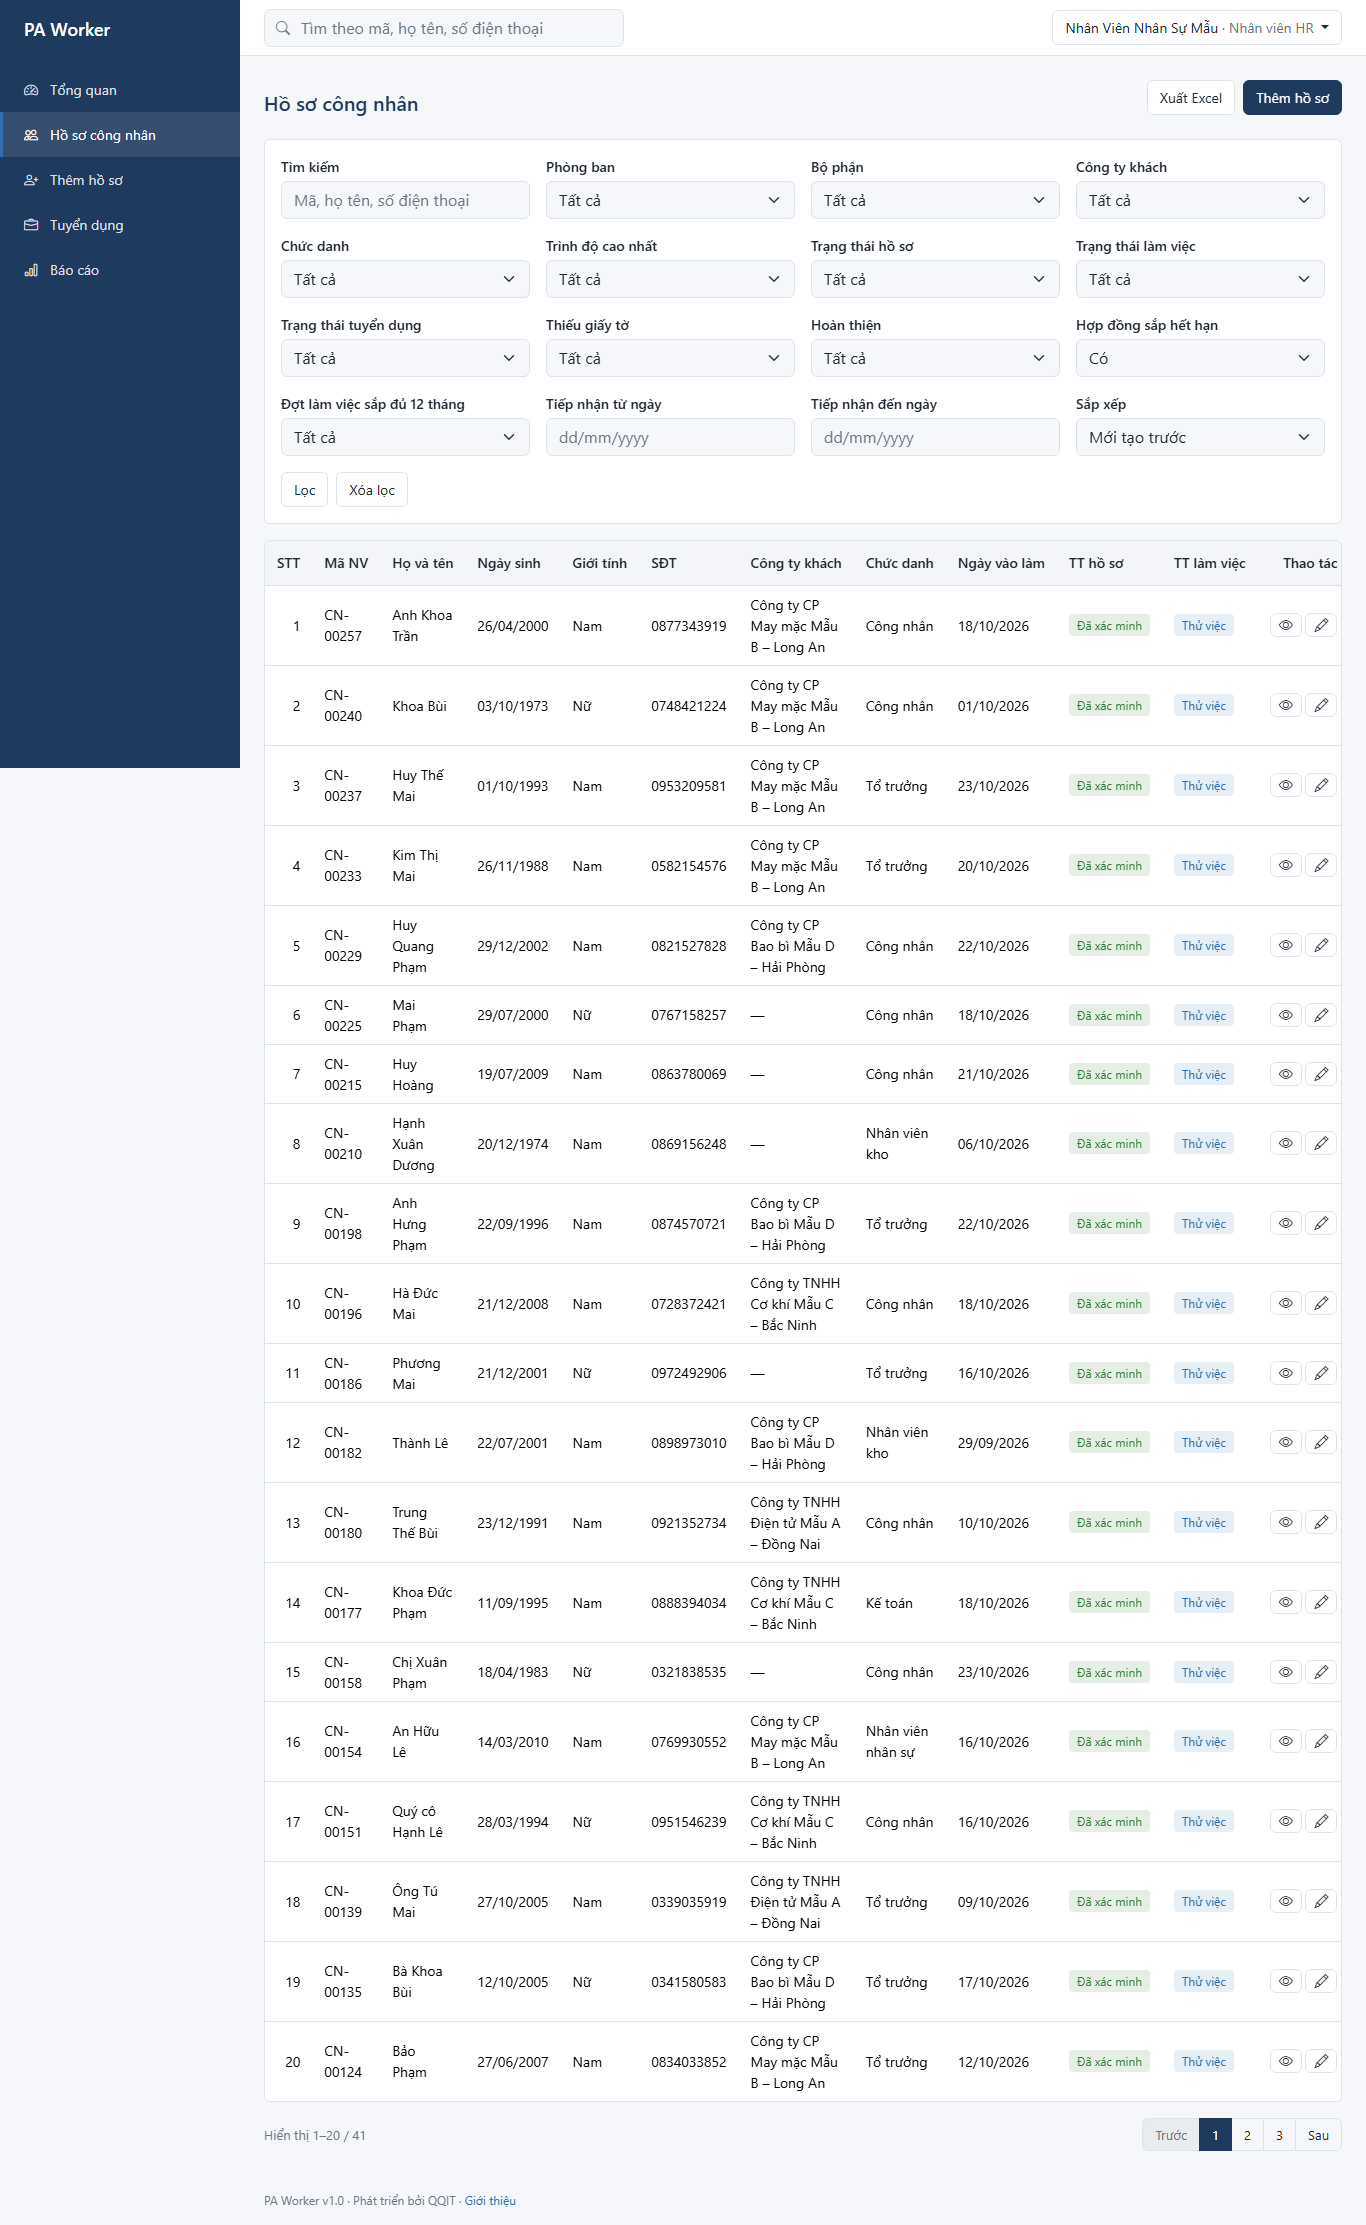 PA Worker
Tìm theo mã, họ tên, số điện thoại
Nhân Viên Nhân Sự Mẫu · Nhân viên HR
Tổng quan
Hồ sơ công nhân
Thêm hồ sơ
Tuyển dụng
Báo cáo
Hồ sơ công nhân
Xuất Excel
Thêm hồ sơ
Tìm kiếm
Phòng ban
Bộ phận
Công ty khách
Mã, họ tên, số điện thoại
Tất cả
Tất cả
Tất cả
Chức danh
Trình độ cao nhất
Trạng thái hồ sơ
Trạng thái làm việc
Tất cả
Tất cả
Tất cả
Tất cả
Trạng thái tuyển dụng
Thiếu giấy tờ
Hoàn thiện
Hợp đồng sắp hết hạn
Tất cả
Tất cả
Tất cả
Có
Đợt làm việc sắp đủ 12 tháng
Tiếp nhận từ ngày
Tiếp nhận đến ngày
Sắp xếp
Tất cả
dd/mm/yyyy
dd/mm/yyyy
Mới tạo trước
Lọc
Xóa lọc
STT Mã NV Họ và tên Ngày sinh Giới tính SĐT Công ty khách Chức danh Ngày vào làm TT hồ sơ TT làm việc Thao tác
1 CN-00257 Anh Khoa Trần 26/04/2000 Nam 0877343919 Công ty CP May mặc Mẫu B – Long An Công nhân 18/10/2026 Đã xác minh Thử việc
2 CN-00240 Khoa Bùi 03/10/1973 Nữ 0748421224 Công ty CP May mặc Mẫu B – Long An Công nhân 01/10/2026 Đã xác minh Thử việc
3 CN-00237 Huy Thế Mai 01/10/1993 Nam 0953209581 Công ty CP May mặc Mẫu B – Long An Tổ trưởng 23/10/2026 Đã xác minh Thử việc
4 CN-00233 Kim Thị Mai 26/11/1988 Nam 0582154576 Công ty CP May mặc Mẫu B – Long An Tổ trưởng 20/10/2026 Đã xác minh Thử việc
5 CN-00229 Huy Quang Phạm 29/12/2002 Nam 0821527828 Công ty CP Bao bì Mẫu D – Hải Phòng Công nhân 22/10/2026 Đã xác minh Thử việc
6 CN-00225 Mai Phạm 29/07/2000 Nữ 0767158257 — Công nhân 18/10/2026 Đã xác minh Thử việc
7 CN-00215 Huy Hoàng 19/07/2009 Nam 0863780069 — Công nhân 21/10/2026 Đã xác minh Thử việc
8 CN-00210 Hạnh Xuân Dương 20/12/1974 Nam 0869156248 — Nhân viên kho 06/10/2026 Đã xác minh Thử việc
9 CN-00198 Anh Hưng Phạm 22/09/1996 Nam 0874570721 Công ty CP Bao bì Mẫu D – Hải Phòng Tổ trưởng 22/10/2026 Đã xác minh Thử việc
10 CN-00196 Hà Đức Mai 21/12/2008 Nam 0728372421 Công ty TNHH Cơ khí Mẫu C – Bắc Ninh Công nhân 18/10/2026 Đã xác minh Thử việc
11 CN-00186 Phương Mai 21/12/2001 Nữ 0972492906 — Tổ trưởng 16/10/2026 Đã xác minh Thử việc
12 CN-00182 Thành Lê 22/07/2001 Nam 0898973010 Công ty CP Bao bì Mẫu D – Hải Phòng Nhân viên kho 29/09/2026 Đã xác minh Thử việc
13 CN-00180 Trung Thế Bùi 23/12/1991 Nam 0921352734 Công ty TNHH Điện tử Mẫu A – Đồng Nai Công nhân 10/10/2026 Đã xác minh Thử việc
14 CN-00177 Khoa Đức Phạm 11/09/1995 Nam 0888394034 Công ty TNHH Cơ khí Mẫu C – Bắc Ninh Kế toán 18/10/2026 Đã xác minh Thử việc
15 CN-00158 Chị Xuân Phạm 18/04/1983 Nữ 0321838535 — Công nhân 23/10/2026 Đã xác minh Thử việc
16 CN-00154 An Hữu Lê 14/03/2010 Nam 0769930552 Công ty CP May mặc Mẫu B – Long An Nhân viên nhân sự 16/10/2026 Đã xác minh Thử việc
17 CN-00151 Quý cô Hạnh Lê 28/03/1994 Nữ 0951546239 Công ty TNHH Cơ khí Mẫu C – Bắc Ninh Công nhân 16/10/2026 Đã xác minh Thử việc
18 CN-00139 Ông Tú Mai 27/10/2005 Nam 0339035919 Công ty TNHH Điện tử Mẫu A – Đồng Nai Tổ trưởng 09/10/2026 Đã xác minh Thử việc
19 CN-00135 Bà Khoa Bùi 12/10/2005 Nữ 0341580583 Công ty CP Bao bì Mẫu D – Hải Phòng Tổ trưởng 17/10/2026 Đã xác minh Thử việc
20 CN-00124 Bảo Phạm 27/06/2007 Nam 0834033852 Công ty CP May mặc Mẫu B – Long An Tổ trưởng 12/10/2026 Đã xác minh Thử việc
Hiển thị 1–20 / 41
Trước 1 2 3 Sau
PA Worker v1.0 · Phát triển bởi QQIT · Giới thiệu